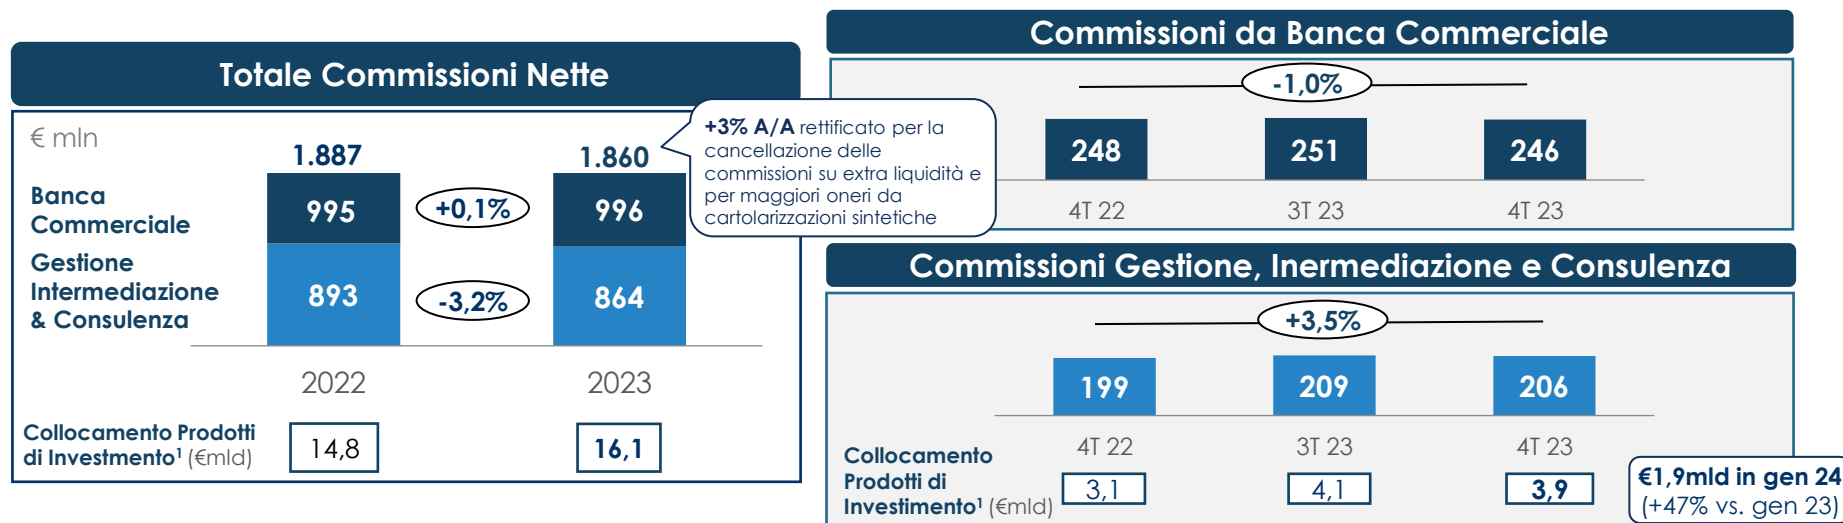 Totale Commissioni Nette
€ mln
1.887
1.860
+3% A/A rettificato per la
cancellazione delle
commissioni su extra liquidità e
per maggiori oneri da
cartolarizzazioni sintetiche
Banca
Commerciale
995
+0,1%
996
Gestione
Intermediazione
& Consulenza
893
-3,2%
864
2022
2023
Collocamento Prodotti
di Investmento¹ (€mld)
14,8
16,1
Commissioni da Banca Commerciale
-1,0%
248
251
246
4T 22
3T 23
4T 23
Commissioni Gestione, Inermediazione e Consulenza
+3,5%
199
209
206
4T 22
3T 23
4T 23
Collocamento
Prodotti di
Investimento¹ (€mld)
3,1
4,1
3,9
€1,9mld in gen 24
(+47% vs. gen 23)